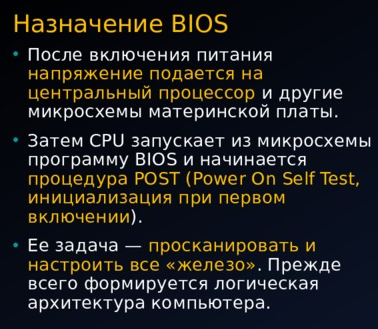 Назначение BIOS
• После включения питания
напряжение подается на
центральный процессор и другие
микросхемы материнской платы.
• Затем CPU запускает из микросхемы
программу BIOS и начинается
процедура POST (Power On Self Test,
инициализация при первом
включении).
• Ее задача — просканировать и
настроить все «железо». Прежде
всего формируется логическая
архитектура компьютера.